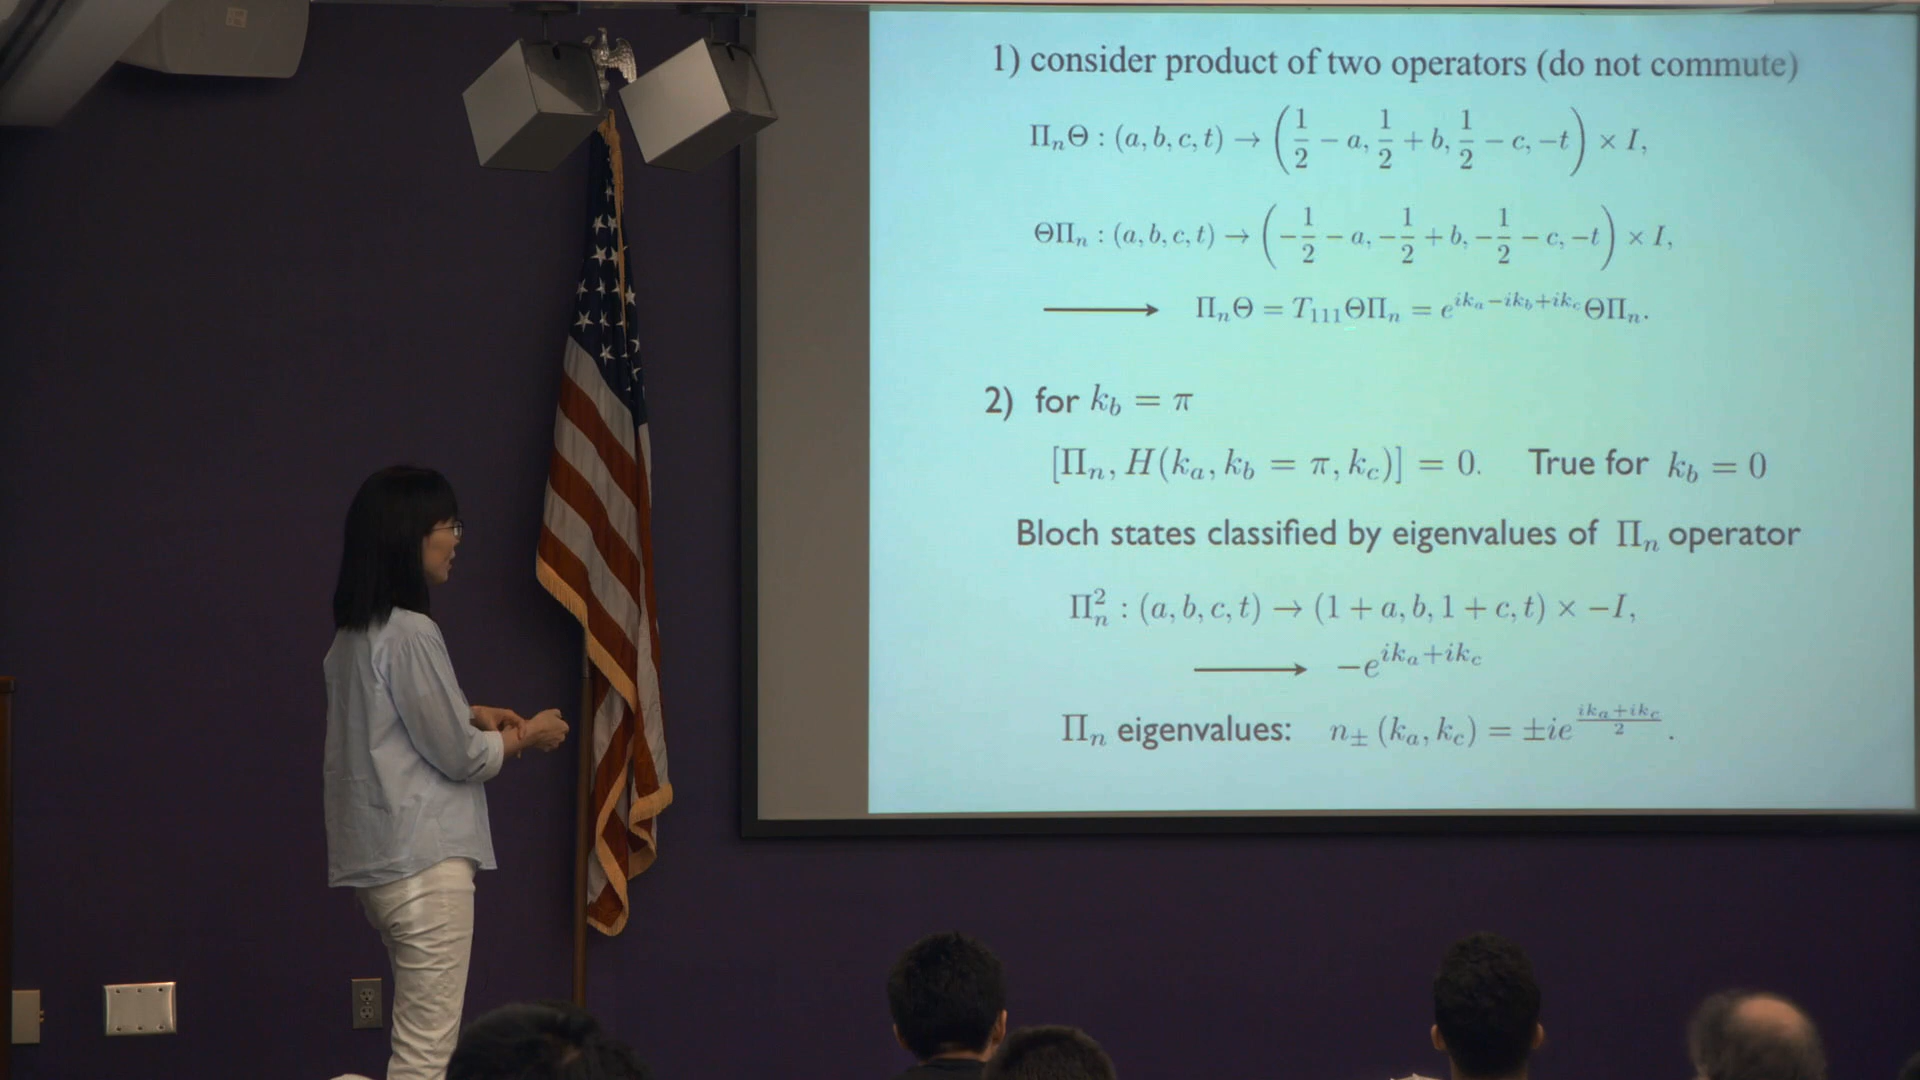 1) consider product of two operators (do not commute)
Π_nΘ : (a, b, c, t) → (1/2 − a, 1/2 + b, 1/2 − c, −t) × I,
ΘΠ_n : (a, b, c, t) → (−1/2 − a, −1/2 + b, −1/2 − c, −t) × I,
⟶ Π_nΘ = T_{111}ΘΠ_n = e^{ik_a−ik_b+ik_c}ΘΠ_n.
2) for k_b = π
[Π_n, H(k_a, k_b = π, k_c)] = 0. True for k_b = 0
Bloch states classified by eigenvalues of Π_n operator
Π_n^2 : (a, b, c, t) → (1 + a, b, 1 + c, t) × −I,
⟶ −e^{ik_a+ik_c}
Π_n eigenvalues: n_± (k_a, k_c) = ±ie^{(ik_a+ik_c)/2} .